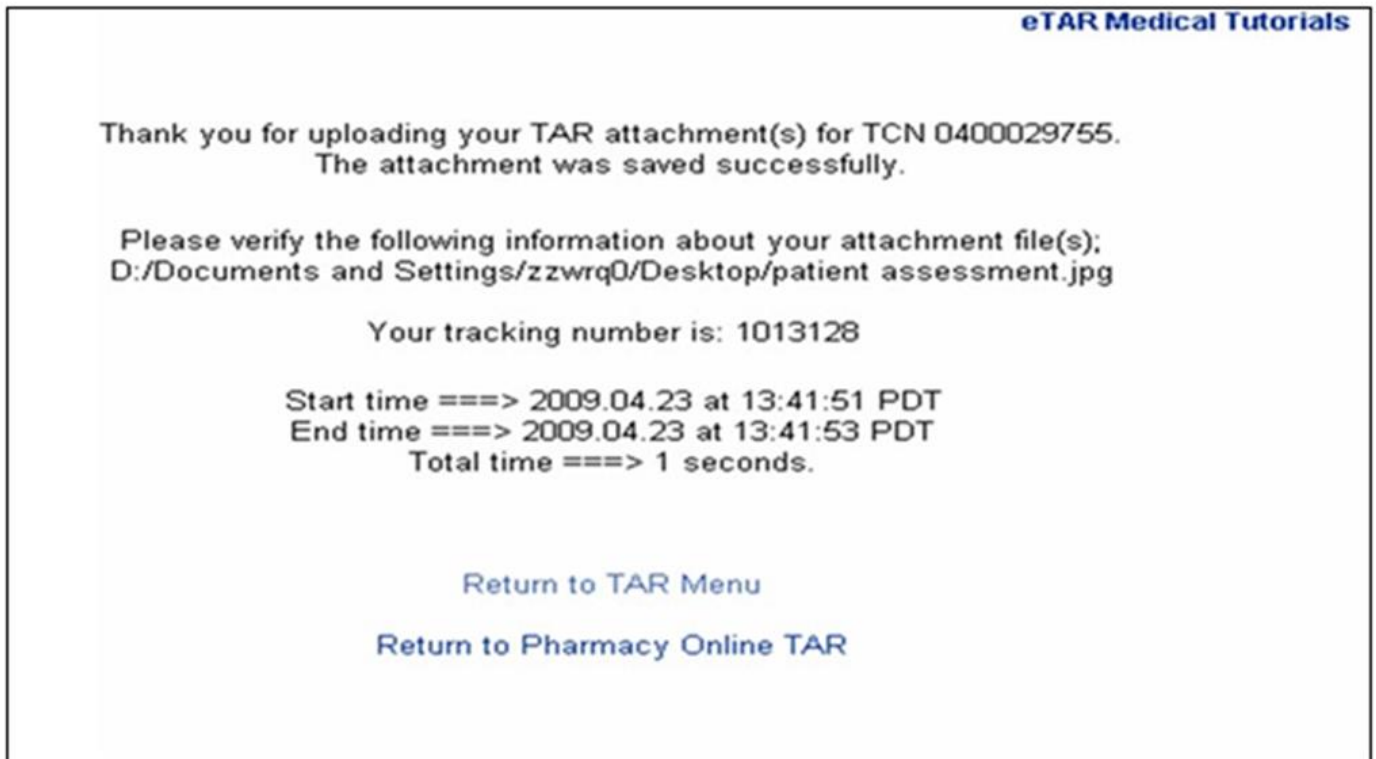 eTAR Medical Tutorials
Thank you for uploading your TAR attachment(s) for TCN 0400029755.
The attachment was saved successfully.
Please verify the following information about your attachment file(s);
D:/Documents and Settings/zzwrq0/Desktop/patient assessment.jpg
Your tracking number is: 1013128
Start time ===> 2009.04.23 at 13:41:51 PDT
End time ===> 2009.04.23 at 13:41:53 PDT
Total time ===> 1 seconds.
Return to TAR Menu
Return to Pharmacy Online TAR